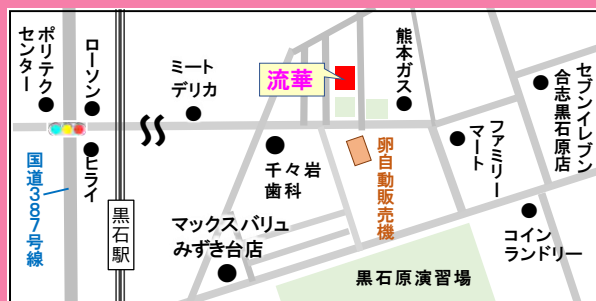 ポリテク
センター
ローソン
ミート
デリカ
流華
熊本ガス
セブンイレブン
合志黒石原店
国道387号線
ヒライ
黒石駅
千々岩
歯科
卵自動販売機
ファミリー
マート
マックスバリュ
みずき台店
コイン
ランドリー
黒石原演習場